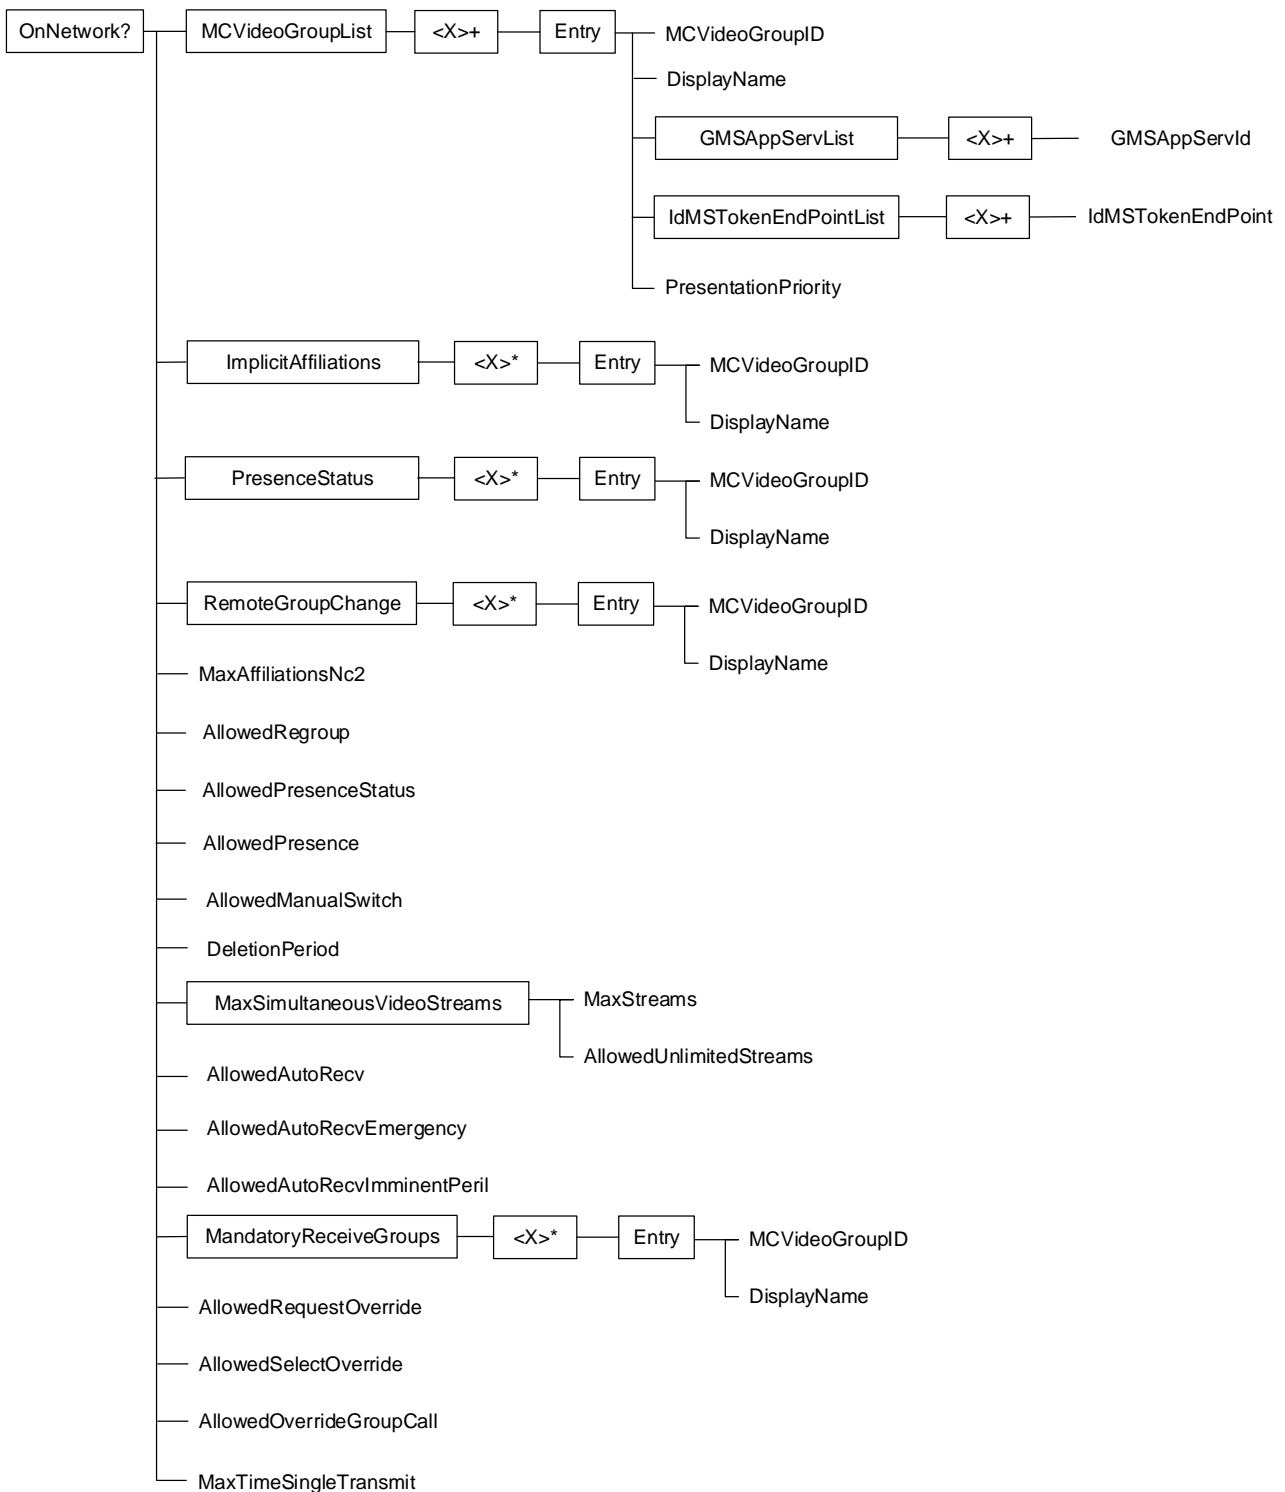 OnNetwork? MCVideoGroupList <X>+ Entry MCVideoGroupID
DisplayName
GMSAppServList <X>+ GMSAppServId
IdMSTokenEndPointList <X>+ IdMSTokenEndPoint
PresentationPriority
ImplicitAffiliations <X>* Entry MCVideoGroupID
DisplayName
PresenceStatus <X>* Entry MCVideoGroupID
DisplayName
RemoteGroupChange <X>* Entry MCVideoGroupID
DisplayName
MaxAffiliationsNc2
AllowedRegroup
AllowedPresenceStatus
AllowedPresence
AllowedManualSwitch
DeletionPeriod
MaxSimultaneousVideoStreams MaxStreams
AllowedUnlimitedStreams
AllowedAutoRecv
AllowedAutoRecvEmergency
AllowedAutoRecvImminentPeril
MandatoryReceiveGroups <X>* Entry MCVideoGroupID
DisplayName
AllowedRequestOverride
AllowedSelectOverride
AllowedOverrideGroupCall
MaxTimeSingleTransmit